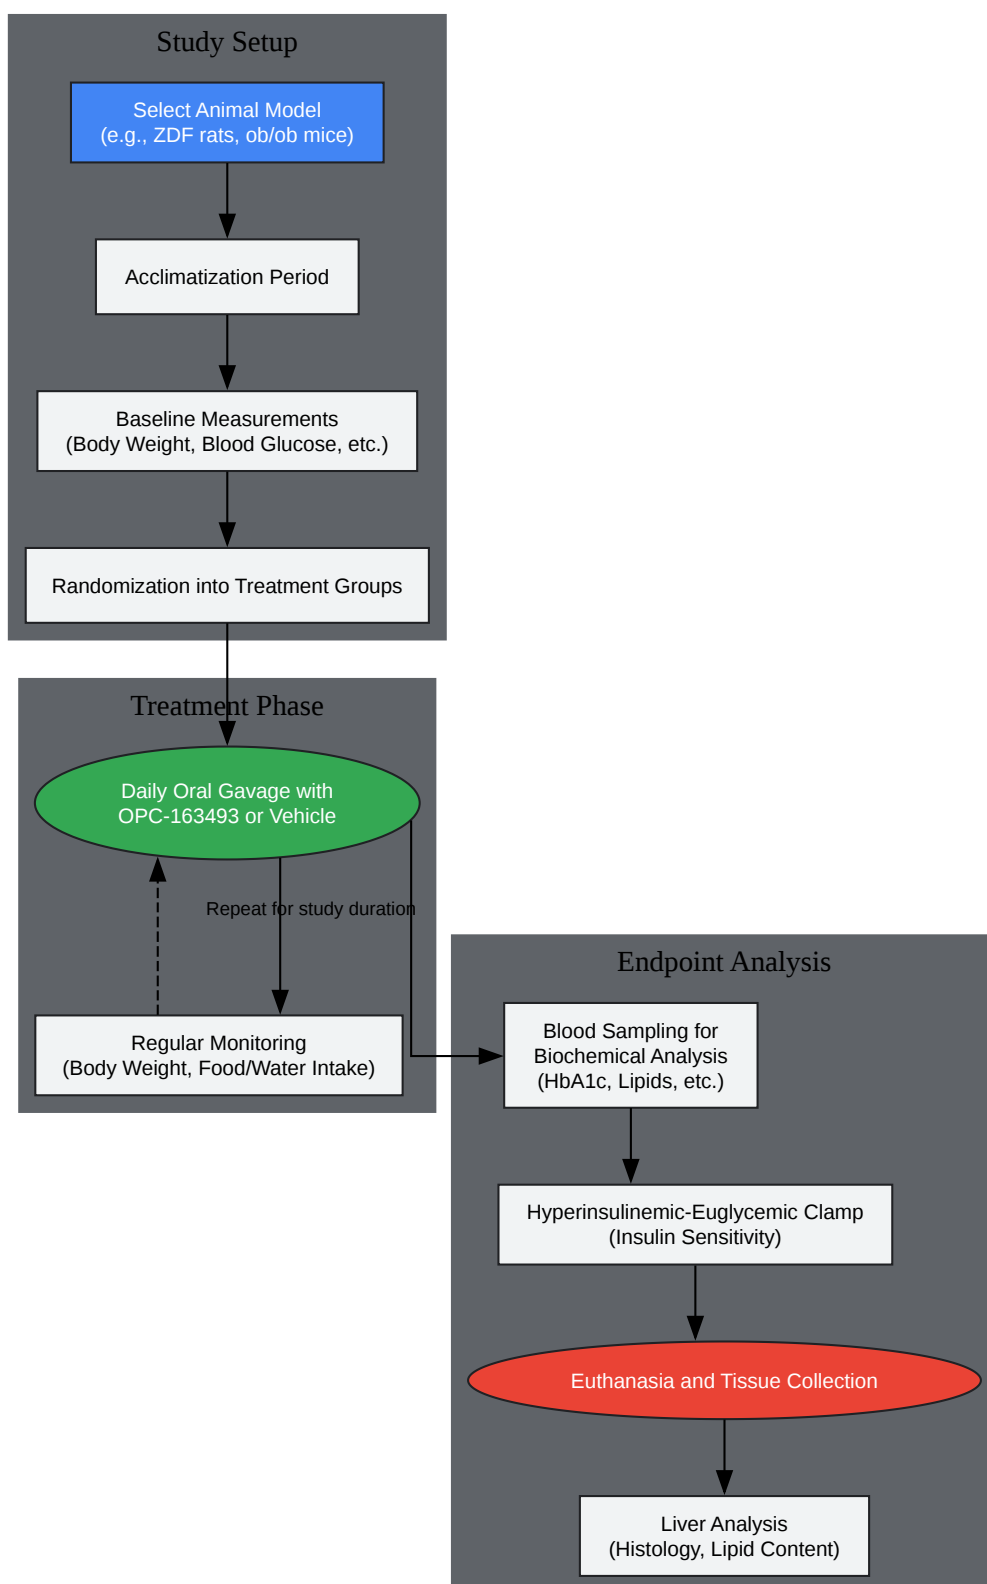 Study Setup
Select Animal Model
(e.g., ZDF rats, ob/ob mice)
Acclimatization Period
Baseline Measurements
(Body Weight, Blood Glucose, etc.)
Randomization into Treatment Groups
Treatment Phase
Daily Oral Gavage with
OPC-163493 or Vehicle
Repeat for study duration
Regular Monitoring
(Body Weight, Food/Water Intake)
Endpoint Analysis
Blood Sampling for
Biochemical Analysis
(HbA1c, Lipids, etc.)
Hyperinsulinemic-Euglycemic Clamp
(Insulin Sensitivity)
Euthanasia and Tissue Collection
Liver Analysis
(Histology, Lipid Content)